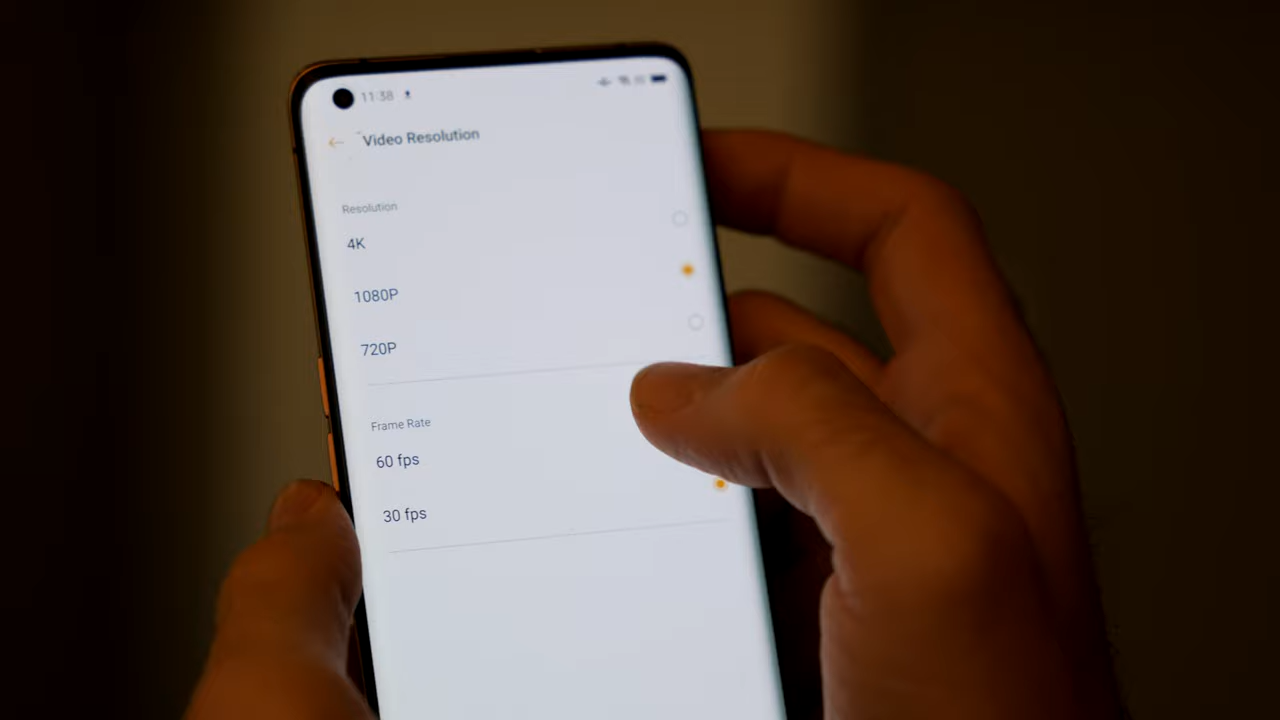 11:38
Video Resolution
Resolution
4K
1080P
720P
Frame Rate
60 fps
30 fps